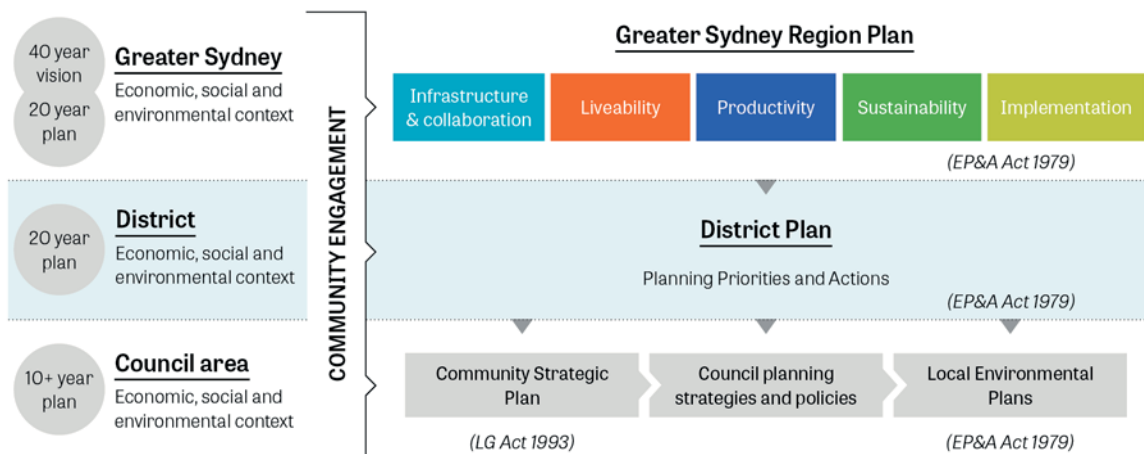 40 year
vision
20 year
plan
Greater Sydney
Economic, social and
environmental context
20 year
plan
District
Economic, social and
environmental context
10+ year
plan
Council area
Economic, social and
environmental context
COMMUNITY ENGAGEMENT
Greater Sydney Region Plan
Infrastructure
& collaboration
Liveability
Productivity
Sustainability
Implementation
(EP&A Act 1979)
District Plan
Planning Priorities and Actions
(EP&A Act 1979)
Community Strategic
Plan
Council planning
strategies and policies
Local Environmental
Plans
(LG Act 1993)
(EP&A Act 1979)